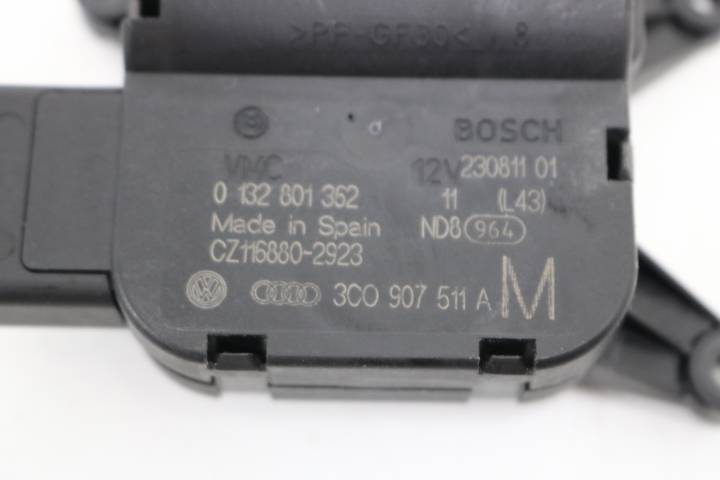 >PP-GF30< 8
BOSCH
VMC 12V 230811 01
0 132 801 362 11 (L43)
Made in Spain ND8 964
CZ116880-2923
3C0 907 511 A M